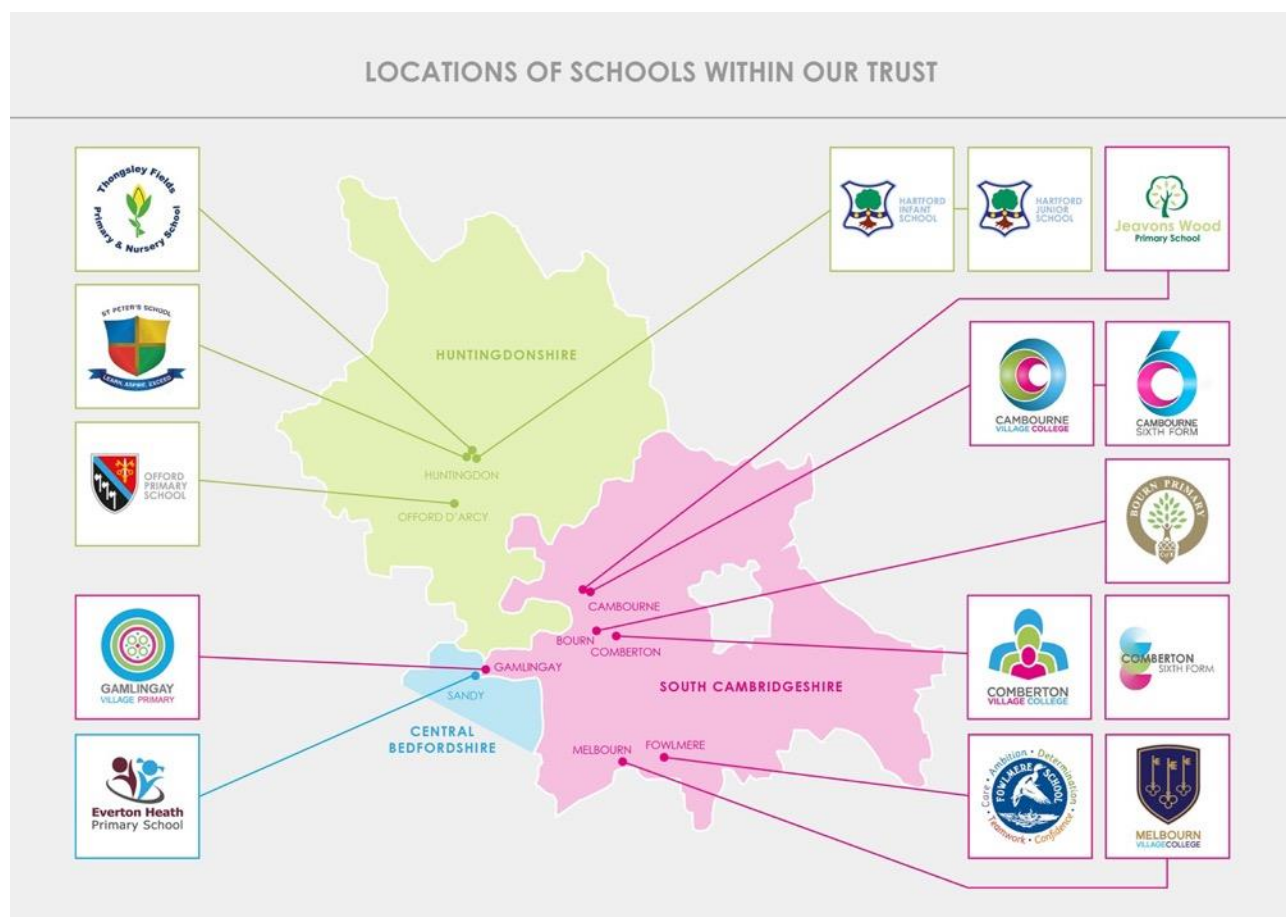 LOCATIONS OF SCHOOLS WITHIN OUR TRUST
Thongsley Fields
Primary & Nursery School
HARTFORD
INFANT
SCHOOL
HARTFORD
JUNIOR
SCHOOL
Jeavons Wood
Primary School
ST PETER'S SCHOOL
LEARN, ASPIRE, EXCEED
HUNTINGDONSHIRE
CAMBOURNE
VILLAGE COLLEGE
CAMBOURNE
SIXTH FORM
OFFORD
PRIMARY
SCHOOL
HUNTINGDON
OFFORD D'ARCY
BOURN PRIMARY
CAMBOURNE
BOURN
COMBERTON
GAMLINGAY
VILLAGE PRIMARY
GAMLINGAY
SANDY
SOUTH CAMBRIDGESHIRE
COMBERTON
VILLAGE COLLEGE
COMBERTON
SIXTH FORM
CENTRAL
BEDFORDSHIRE
MELBOURN
FOWLMERE
Everton Heath
Primary School
Care • Ambition • Determination
FOWLMERE SCHOOL
Teamwork • Confidence
MELBOURN
VILLAGECOLLEGE